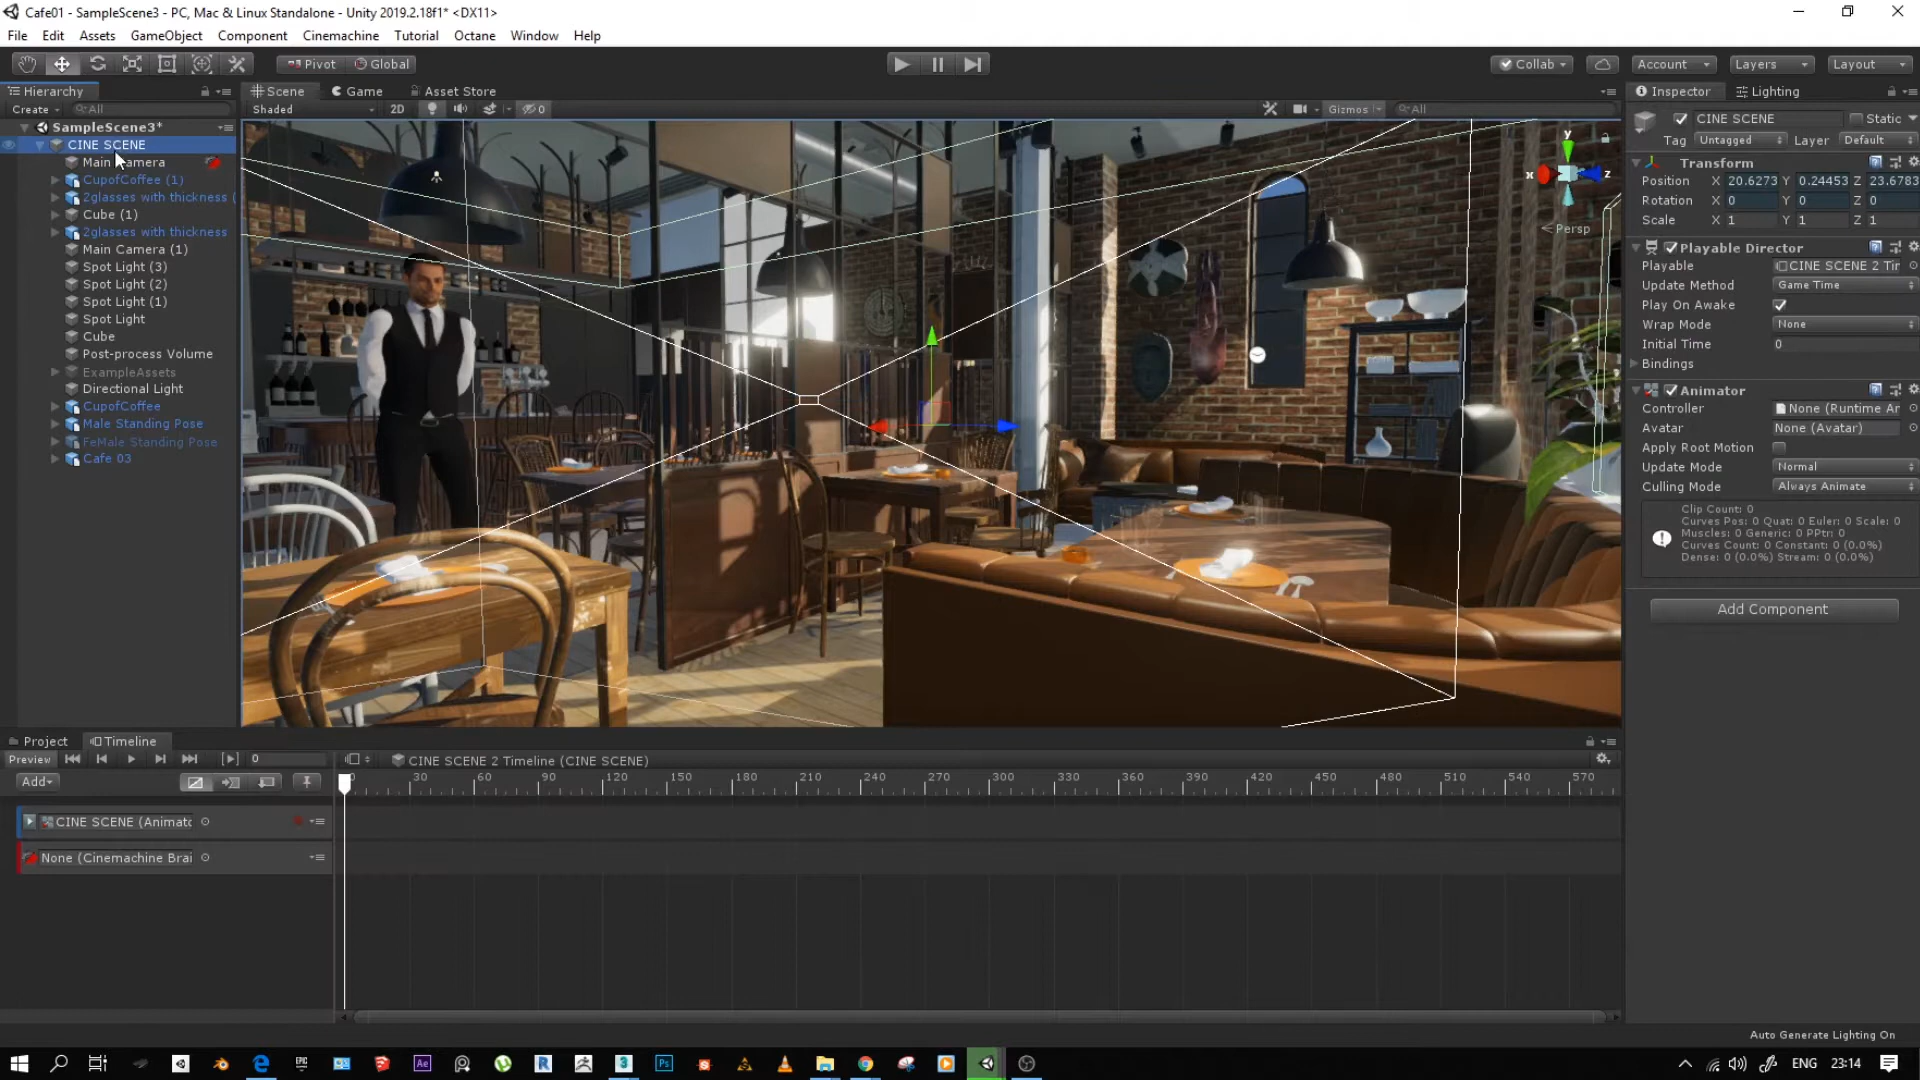 Cafe01 - SampleScene3 - PC, Mac & Linux Standalone - Unity 2019.2.18f1* <DX11>
File Edit Assets GameObject Component Cinemachine Tutorial Octane Window Help
Pivot Global Collab Account Layers Layout
Hierarchy Scene Game Asset Store Inspector Lighting
Create All Shaded 2D 0 Gizmos All
CINE SCENE Static
SampleScene3*
Tag Untagged Layer Default
CINE SCENE
Main Camera
CupofCoffee (1)
2glasses with thickness (
Cube (1)
2glasses with thickness
Main Camera (1)
Spot Light (3)
Spot Light (2)
Spot Light (1)
Spot Light
Cube
Post-process Volume
ExampleAssets
Directional Light
CupofCoffee
Male Standing Pose
FeMale Standing Pose
Cafe 03
y
x z
Persp
Transform
Position X 20.6273 Y 0.24453 Z 23.6783
Rotation X 0 Y 0 Z 0
Scale X 1 Y 1 Z 1
Playable Director
Playable CINE SCENE 2 Tir
Update Method Game Time
Play On Awake
Wrap Mode None
Initial Time 0
Bindings
Animator
Controller None (Runtime Ar
Avatar None (Avatar)
Apply Root Motion
Update Mode Normal
Culling Mode Always Animate
Clip Count: 0
Curves Pos: 0 Quat: 0 Euler: 0 Scale: 0
Muscles: 0 Generic: 0 PPtr: 0
Curves Count: 0 Constant: 0 (0.0%)
Dense: 0 (0.0%) Stream: 0 (0.0%)
Add Component
Project Timeline
Preview 0 CINE SCENE 2 Timeline (CINE SCENE)
Add 30 60 90 120 150 180 210 240 270 300 330 360 390 420 450 480 510 540 570
CINE SCENE (Animato
None (Cinemachine Brai
Auto Generate Lighting On
EPIC Ae R 3 Ps ENG 23:14